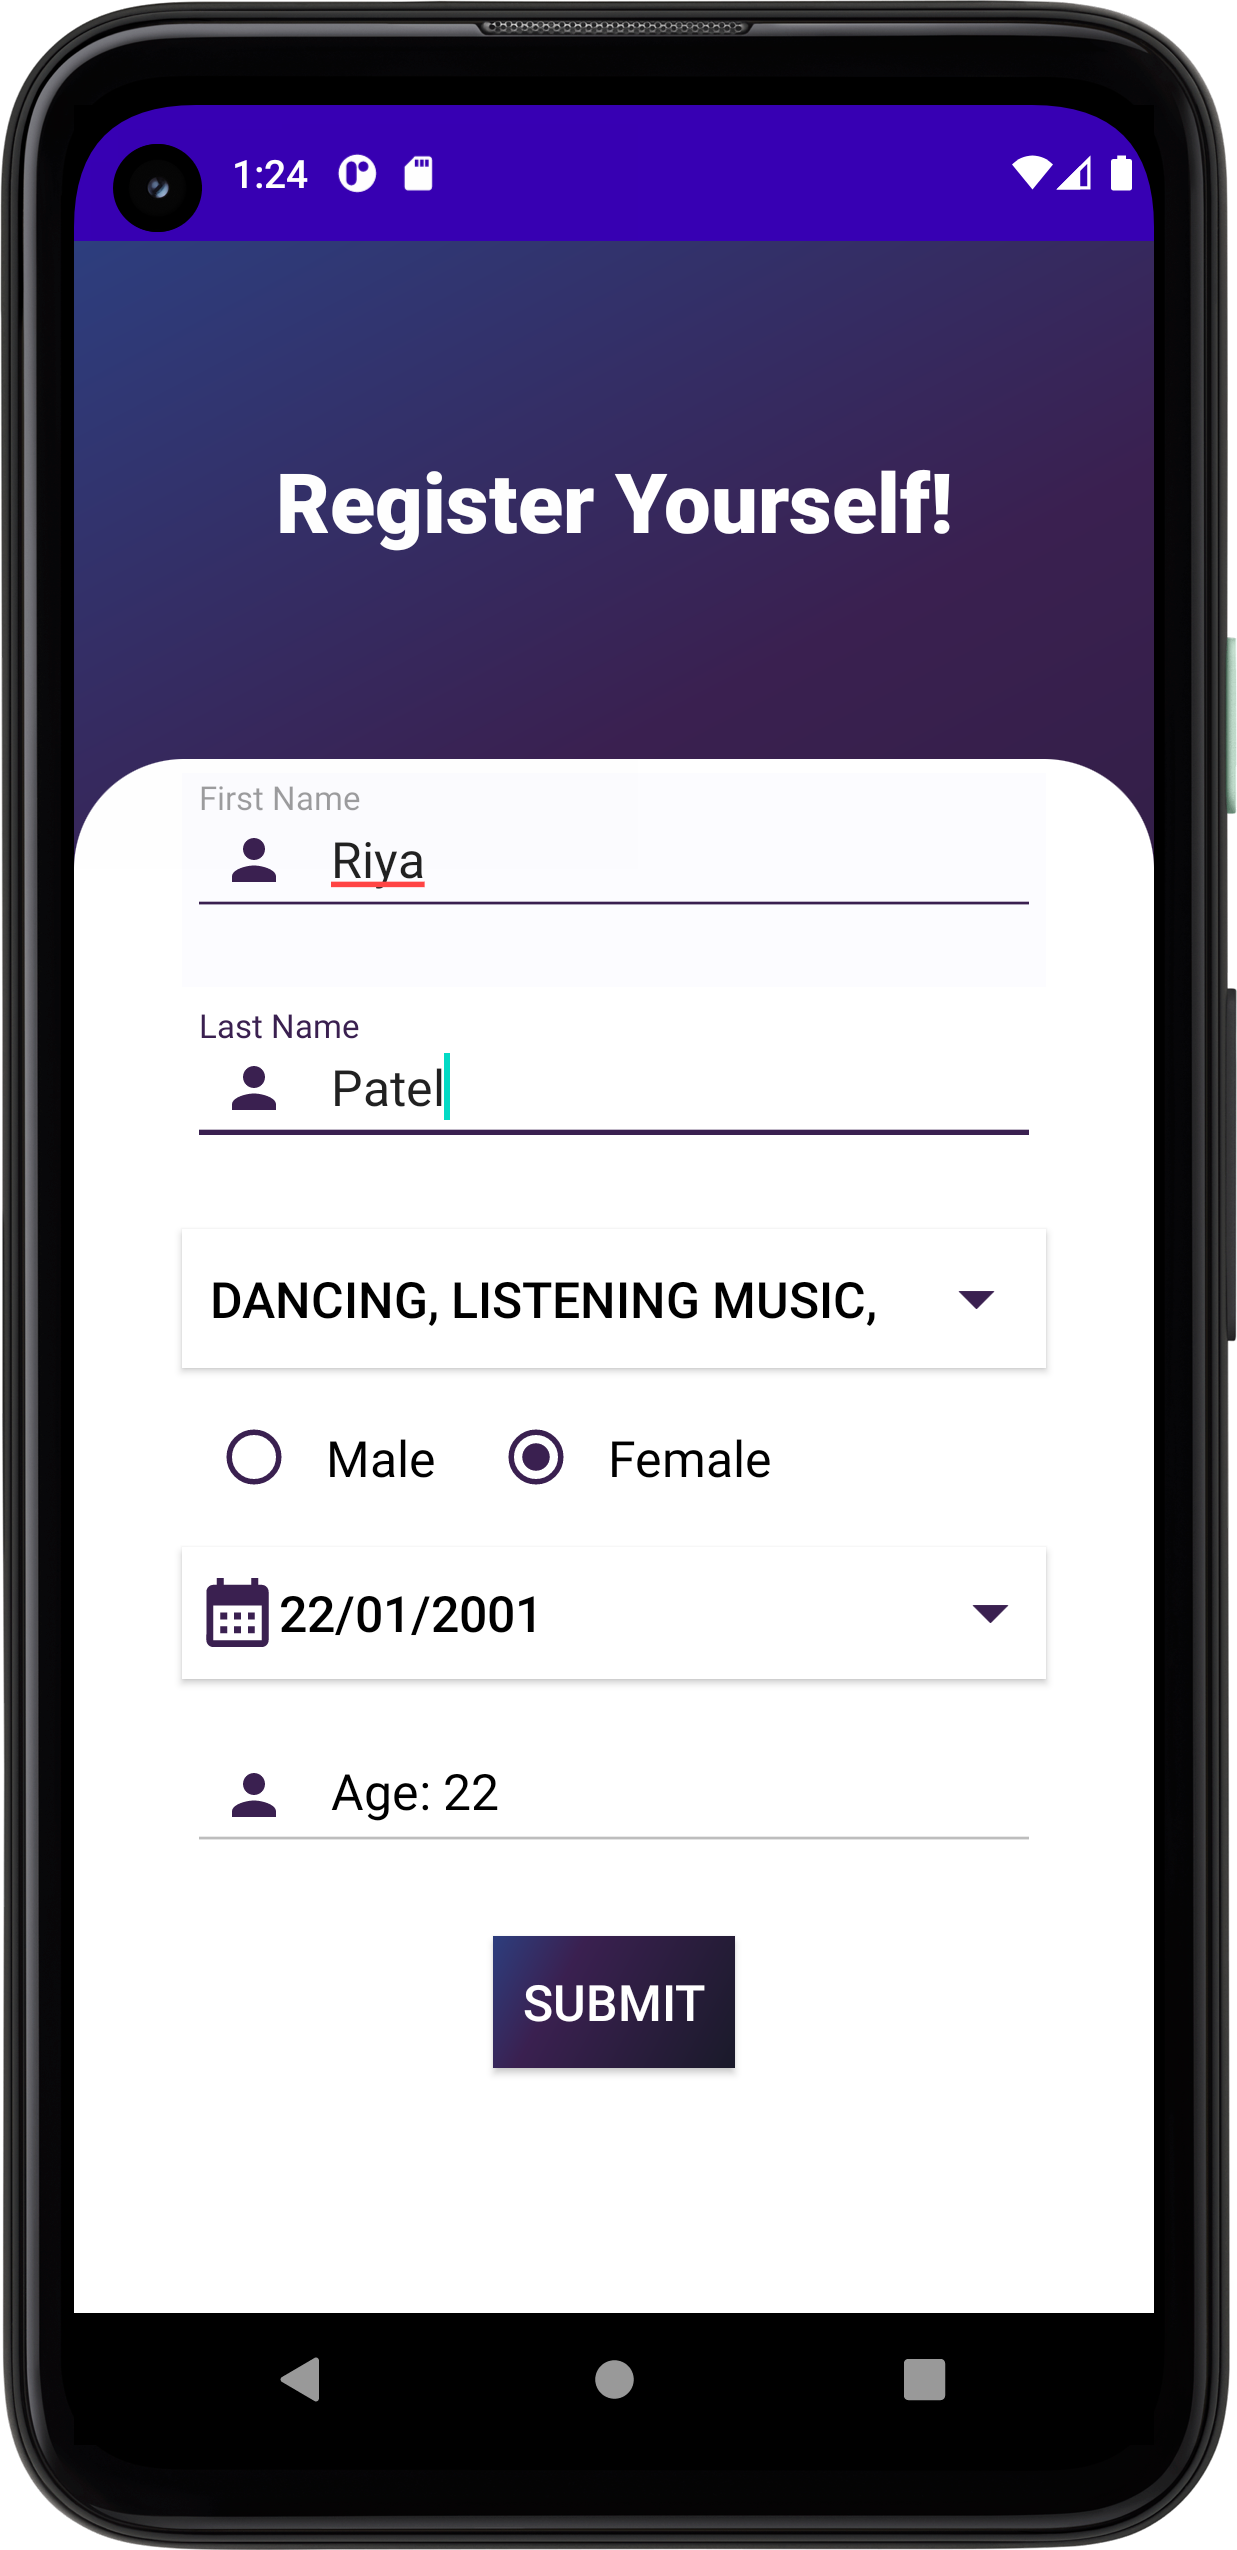 1:24
Register Yourself!
First Name
Riya
Last Name
Patel
DANCING, LISTENING MUSIC,
Male Female
22/01/2001
Age: 22
SUBMIT